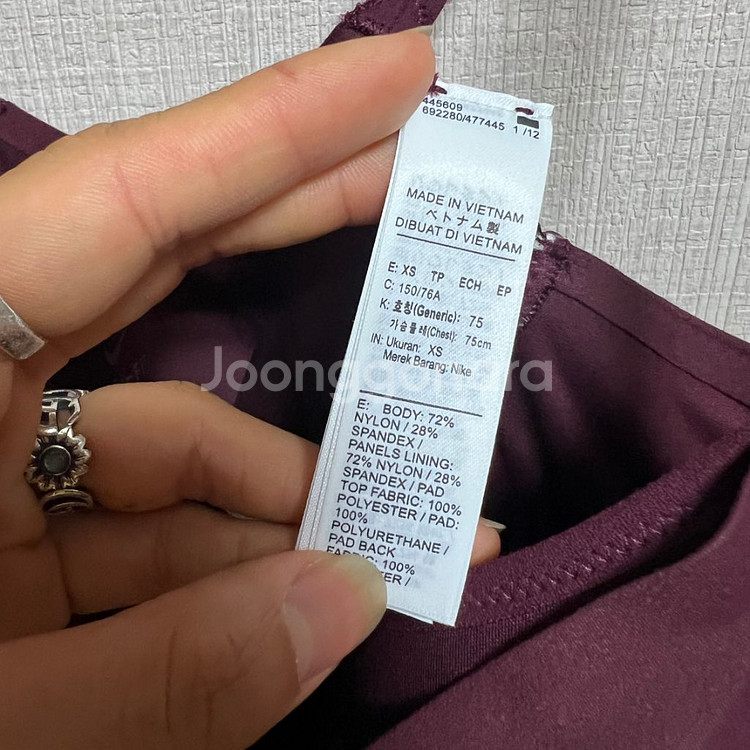 445609
692280/477445 1 /12
MADE IN VIETNAM
ベトナム製
DIBUAT DI VIETNAM
E: XS TP ECH EP
C: 150/76A
K: 호칭(Generic): 75
가슴둘레(Chest): 75cm
IN: Ukuran: XS
Merek Barang: Nike
Joonggonara
E: BODY: 72%
NYLON / 28%
SPANDEX /
PANELS LINING:
72% NYLON / 28%
SPANDEX / PAD
TOP FABRIC: 100%
POLYESTER / PAD:
100%
POLYURETHANE /
PAD BACK
FABRIC: 100%